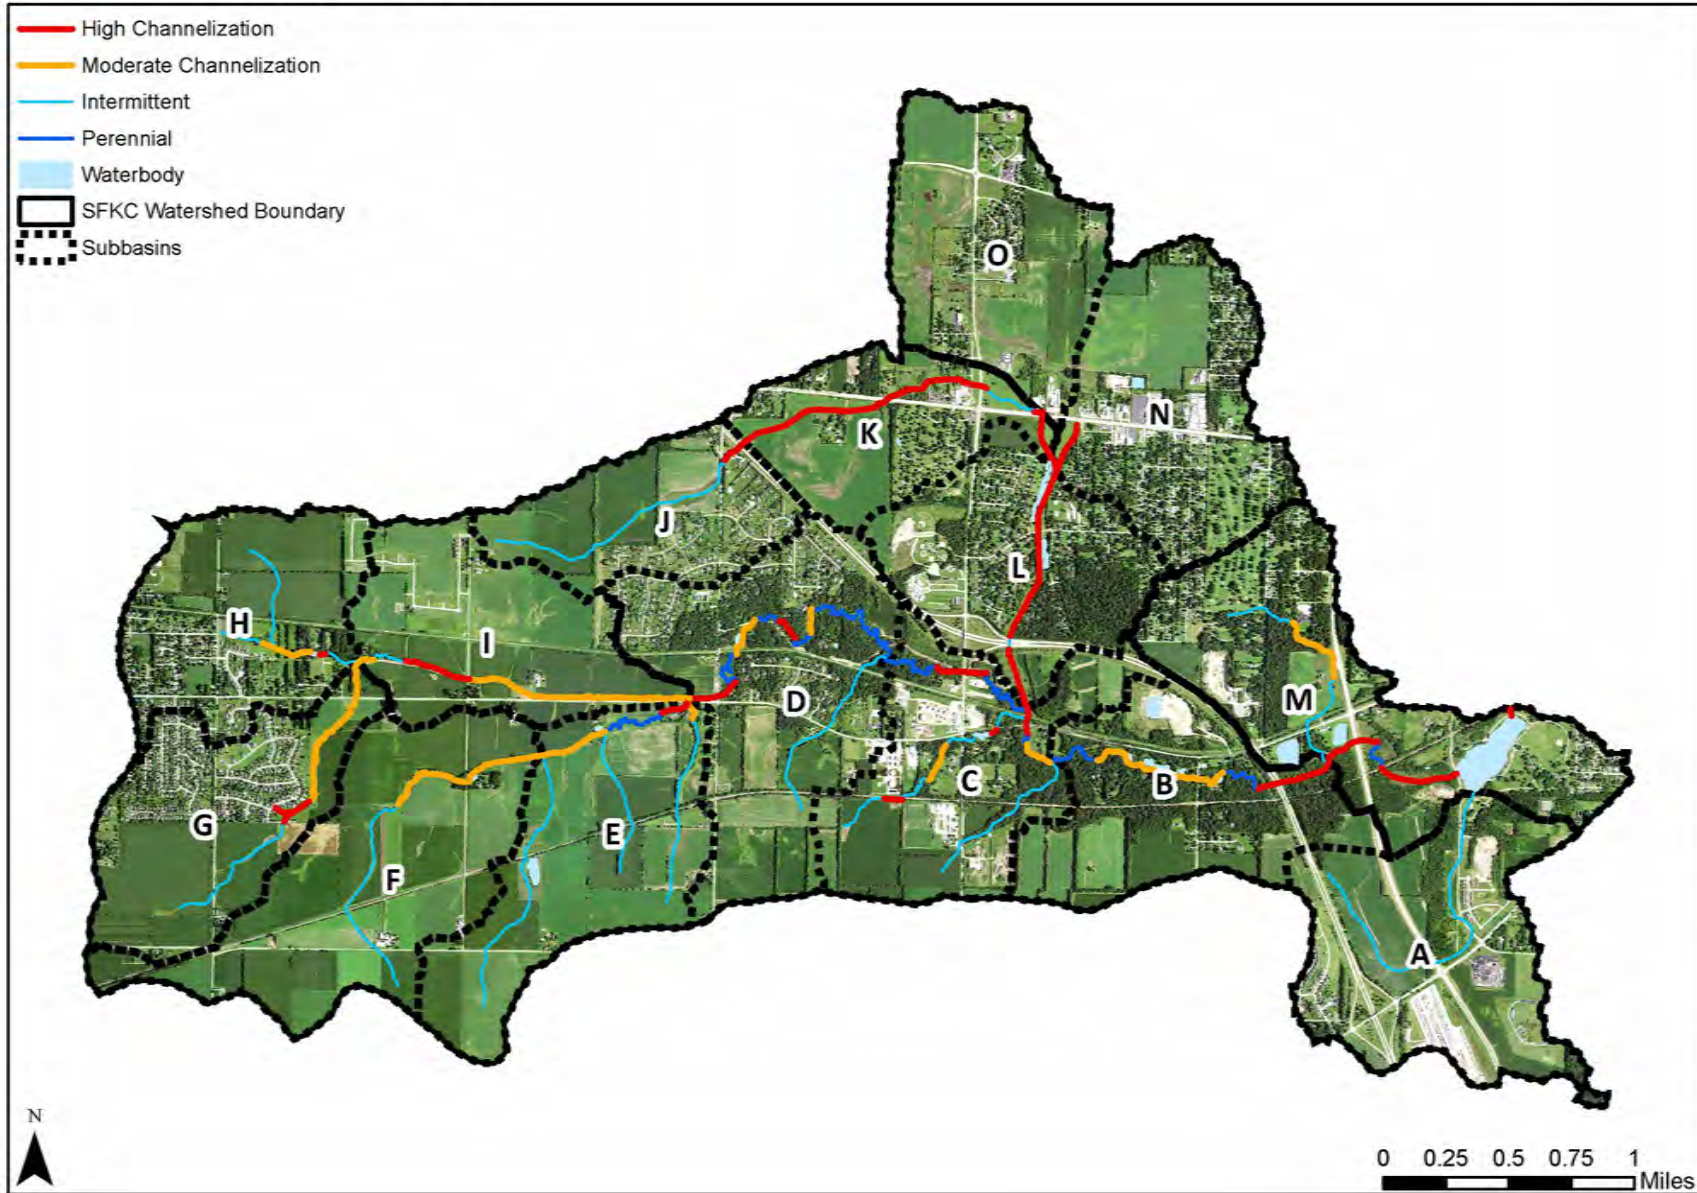 High Channelization
Moderate Channelization
Intermittent
Perennial
Waterbody
SFKC Watershed Boundary
Subbasins
O
N
K
J
L
H
I
M
D
B
C
G
E
F
A
N
0 0.25 0.5 0.75 1
Miles